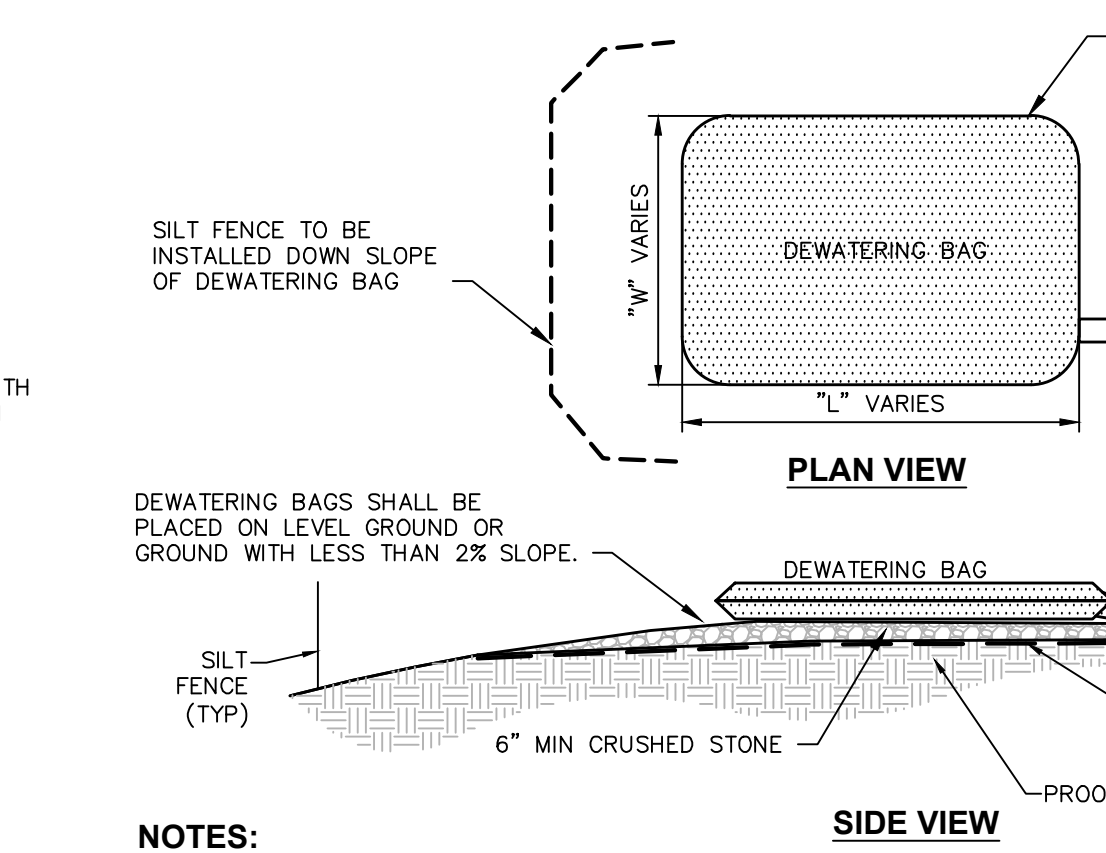 SILT FENCE TO BE
INSTALLED DOWN SLOPE
OF DEWATERING BAG
"W" VARIES
DEWATERING BAG
"L" VARIES
TH
PLAN VIEW
DEWATERING BAGS SHALL BE
PLACED ON LEVEL GROUND OR
GROUND WITH LESS THAN 2% SLOPE.
DEWATERING BAG
SILT
FENCE
(TYP)
6" MIN CRUSHED STONE
PROO
SIDE VIEW
NOTES: